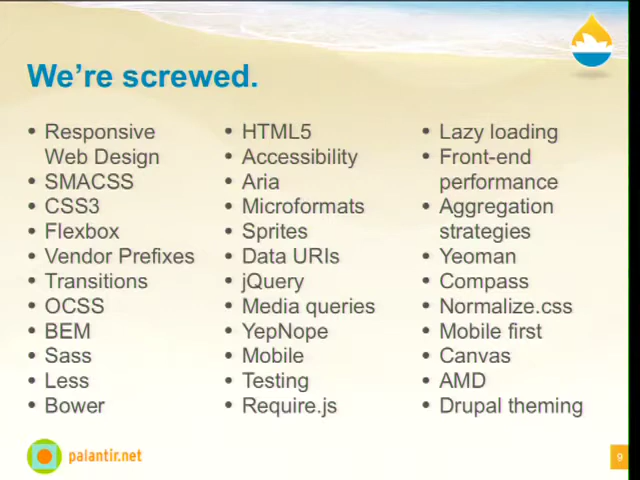 We're screwed.
• Responsive
Web Design
• SMACSS
• CSS3
• Flexbox
• Vendor Prefixes
• Transitions
• OCSS
• BEM
• Sass
• Less
• Bower
• HTML5
• Accessibility
• Aria
• Microformats
• Sprites
• Data URIs
• jQuery
• Media queries
• YepNope
• Mobile
• Testing
• Require.js
• Lazy loading
• Front-end
performance
• Aggregation
strategies
• Yeoman
• Compass
• Normalize.css
• Mobile first
• Canvas
• AMD
• Drupal theming
palantir.net
9